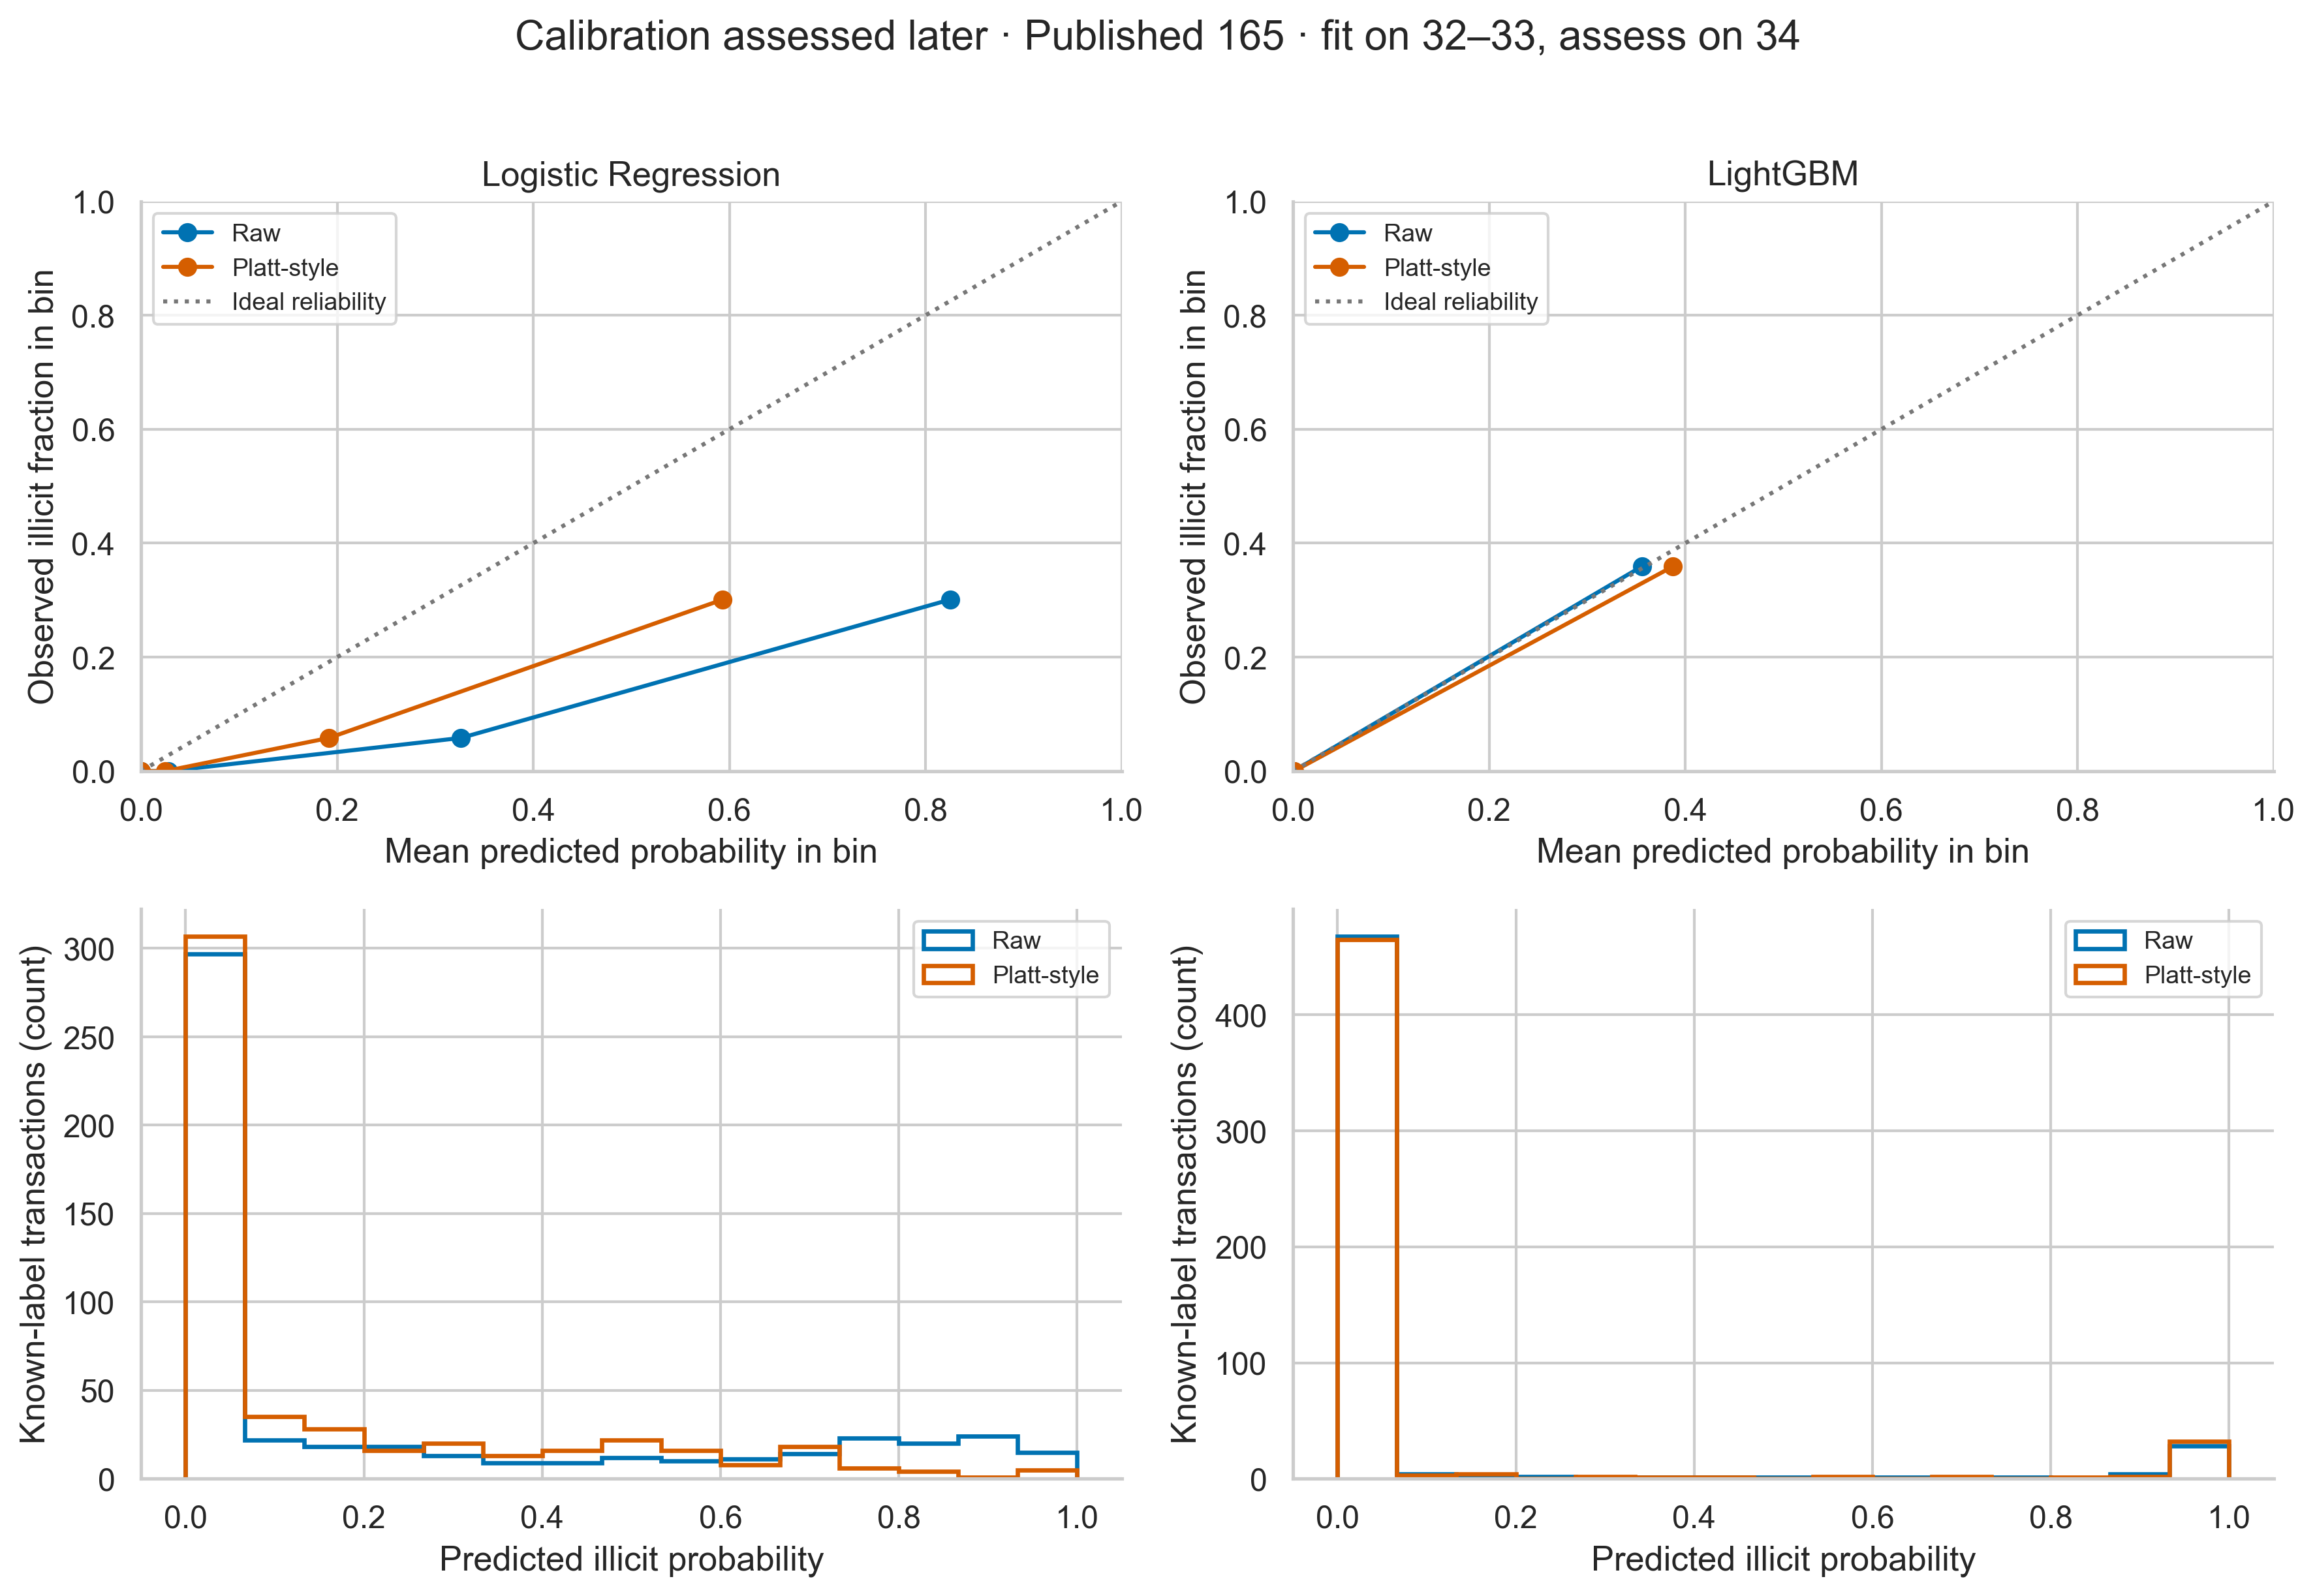 Calibration assessed later · Published 165 · fit on 32–33, assess on 34
Logistic Regression
Observed illicit fraction in bin
1.0
0.8
0.6
0.4
0.2
0.0
Raw
Platt-style
Ideal reliability
0.0 0.2 0.4 0.6 0.8 1.0
Mean predicted probability in bin
LightGBM
Observed illicit fraction in bin
1.0
0.8
0.6
0.4
0.2
0.0
Raw
Platt-style
Ideal reliability
0.0 0.2 0.4 0.6 0.8 1.0
Mean predicted probability in bin
Known-label transactions (count)
300
250
200
150
100
50
0
Raw
Platt-style
0.0 0.2 0.4 0.6 0.8 1.0
Predicted illicit probability
Known-label transactions (count)
400
300
200
100
0
Raw
Platt-style
0.0 0.2 0.4 0.6 0.8 1.0
Predicted illicit probability